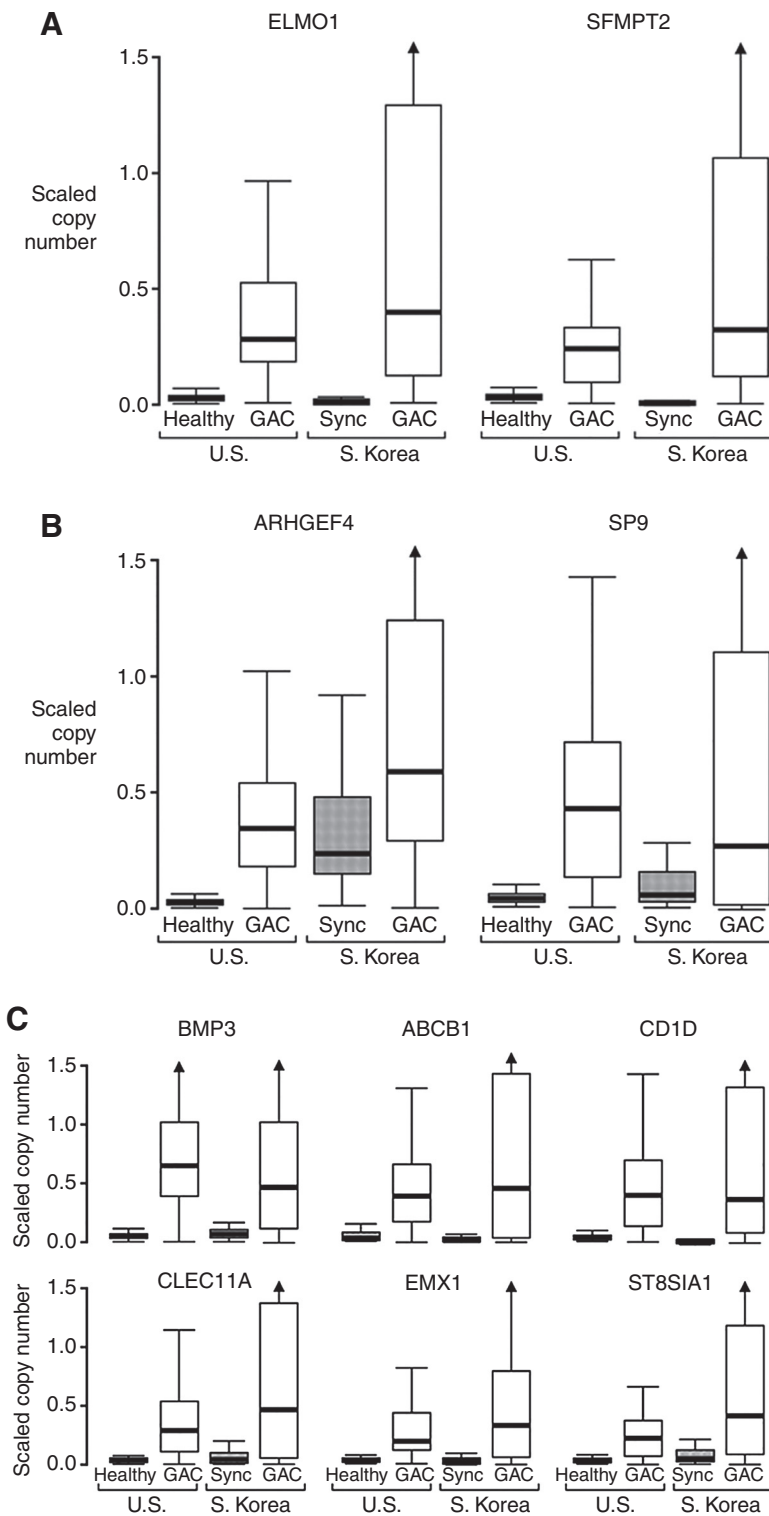 A
ELMO1 SFMPT2
1.5
1.0
Scaled
copy
number
0.5
0.0
Healthy GAC Sync GAC Healthy GAC Sync GAC
U.S. S. Korea U.S. S. Korea
B
ARHGEF4 SP9
1.5
1.0
Scaled
copy
number
0.5
0.0
Healthy GAC Sync GAC Healthy GAC Sync GAC
U.S. S. Korea U.S. S. Korea
C
BMP3 ABCB1 CD1D
Scaled copy number
1.5
1.0
0.5
0.0
CLEC11A EMX1 ST8SIA1
Scaled copy number
1.5
1.0
0.5
0.0
Healthy GAC Sync GAC Healthy GAC Sync GAC Healthy GAC Sync GAC
U.S. S. Korea U.S. S. Korea U.S. S. Korea